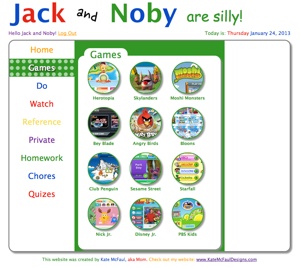 Jack and Noby are silly!
Hello Jack and Noby! Log Out
Today is: Thursday January 24, 2013
Home
Games
Do
Watch
Reference
Private
Homework
Chores
Quizes
Games
Herotopia
Skylanders
Moshi Monsters
Bey Blade
Angry Birds
Bloons
Club Penguin
Sesame Street
Starfall
Nick Jr.
Disney Jr.
PBS Kids
This website was created by Kate McFaul, aka Mom. Check out my website: www.KateMcFaulDesigns.com